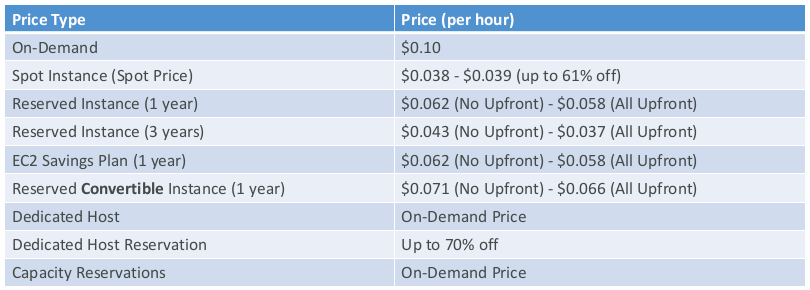 Price Type Price (per hour)
On-Demand $0.10
Spot Instance (Spot Price) $0.038 - $0.039 (up to 61% off)
Reserved Instance (1 year) $0.062 (No Upfront) - $0.058 (All Upfront)
Reserved Instance (3 years) $0.043 (No Upfront) - $0.037 (All Upfront)
EC2 Savings Plan (1 year) $0.062 (No Upfront) - $0.058 (All Upfront)
Reserved Convertible Instance (1 year) $0.071 (No Upfront) - $0.066 (All Upfront)
Dedicated Host On-Demand Price
Dedicated Host Reservation Up to 70% off
Capacity Reservations On-Demand Price